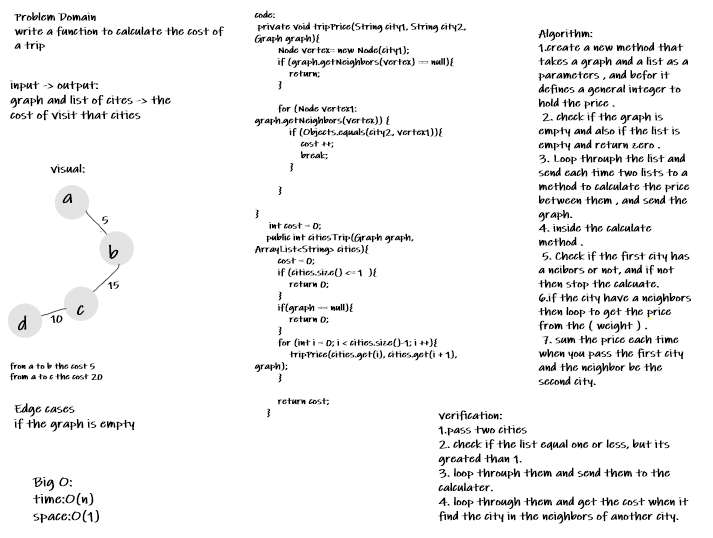 Problem Domain
write a function to calculate the cost of
a trip
input -> output:
graph and list of cites -> the
cost of visit that cities
visual:
a
5
b
15
c
10
d
fron a to b the cost 5
from a to c the cost 20
Edge cases
if the graph is empty
Big O:
time:O(n)
space:O(1)
code:
private void tripPrice(String city1, String city2,
Graph graph){
Node vertex= new Node(city1);
if (graph.getNeighbors(vertex) == null){
return;
}
for (Node vertex1:
graph.getNeighbors(vertex)) {
if (Objects.equals(city2, vertex1)){
cost ++;
break;
}
}
}
int cost = 0;
public int citiesTrip(Graph graph,
ArrayList<String> cities){
cost = 0;
if (cities.size() <= 1 ){
return 0;
}
if(graph == null){
return 0;
}
for (int i = 0; i < cities.size()-1; i ++){
tripPrice(cities.get(i), cities.get(i + 1),
graph);
}
return cost;
}
Algorithm:
1.create a new method that
takes a graph and a list as a
parameters , and befor it
defines a general integer to
hold the price .
2. check if the graph is
empty and also if the list is
empty and return zero .
3. Loop throuph the list and
send each time two lists to a
method to calculate the price
between them , and send the
graph.
4. inside the calculate
method .
5. Check if the first city has
a neibors or not, and if not
then stop the calcuate.
6.if the city have a neighbors
then loop to get the price
from the ( weight ) .
7. sum the price each time
when you pass the first city
and the neighbor be the
second city.
verification:
1.pass two cities
2. check if the list equal one or less, but its
greated than 1.
3. loop throuph them and send them to the
calculater.
4. loop through them and get the cost when it
find the city in the neighbors of another city.